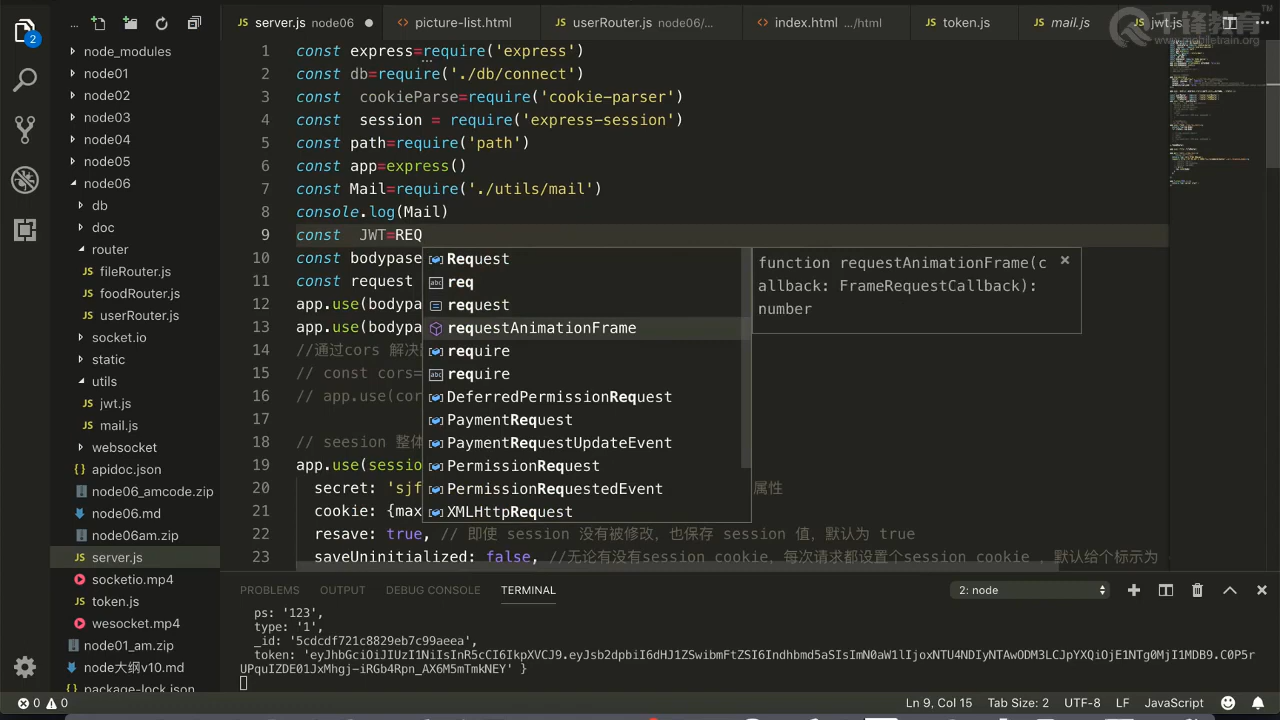 server.js node06
picture-list.html
userRouter.js node06/...
index.html .../html
token.js
mail.js
jwt.js
千锋教育
www.mobiletrain.org
2
node_modules
node01
node02
node03
node04
node05
node06
db
doc
router
fileRouter.js
foodRouter.js
userRouter.js
socket.io
static
utils
jwt.js
mail.js
websocket
apidoc.json
node06_amcode.zip
node06.md
node06am.zip
server.js
socketio.mp4
token.js
wesocket.mp4
node01_am.zip
node大纲v10.md
package-lock.json
1 const express=require('express')
2 const db=require('./db/connect')
3 const cookieParse=require('cookie-parser')
4 const session = require('express-session')
5 const path=require('path')
6 const app=express()
7 const Mail=require('./utils/mail')
8 console.log(Mail)
9 const JWT=REQ
10 const bodypase
11 const request
12 app.use(bodypa
13 app.use(bodypa
14 //通过cors 解决
15 // const cors=
16 // app.use(cor
17
18 // seesion 整体
19 app.use(sessio
20 secret: 'sjf 属性
21 cookie: {max
22 resave: true, // 即使 session 没有被修改，也保存 session 值，默认为 true
23 saveUninitialized: false, //无论有没有session cookie，每次请求都设置个session cookie ，默认给个标示为
Request
req
request
requestAnimationFrame
require
require
DeferredPermissionRequest
PaymentRequest
PaymentRequestUpdateEvent
PermissionRequest
PermissionRequestedEvent
XMLHttpRequest
function requestAnimationFrame(c
allback: FrameRequestCallback):
number
PROBLEMS OUTPUT DEBUG CONSOLE TERMINAL
2: node
ps: '123',
type: '1',
_id: '5cdcdf721c8829eb7c99aeea',
token: 'eyJhbGciOiJIUzI1NiIsInR5cCI6IkpXVCJ9.eyJsb2dpbiI6dHJ1ZSwibmFtZSI6Indhbmd5aSIsImN0aW1lIjoxNTU4NDIyNTAwODM3LCJpYXQiOjE1NTg0MjI1MDB9.C0P5r
UPquIZDE01JxMhgj-iRGb4Rpn_AX6M5mTmkNEY' }
0 0
Ln 9, Col 15
Tab Size: 2
UTF-8
LF
JavaScript